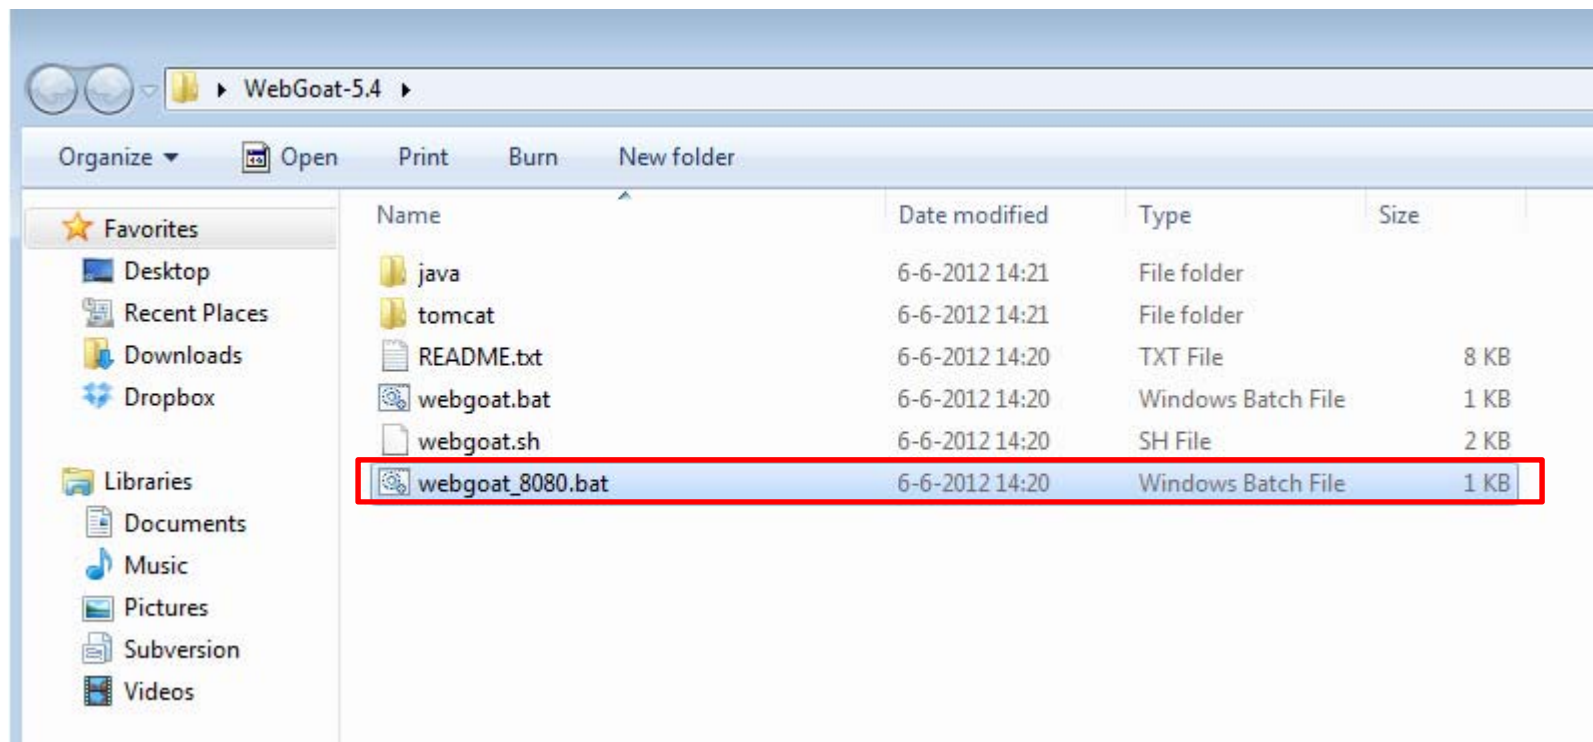 WebGoat-5.4
Organize Open Print Burn New folder
Favorites
Desktop
Recent Places
Downloads
Dropbox
Libraries
Documents
Music
Pictures
Subversion
Videos
Name Date modified Type Size
java 6-6-2012 14:21 File folder
tomcat 6-6-2012 14:21 File folder
README.txt 6-6-2012 14:20 TXT File 8 KB
webgoat.bat 6-6-2012 14:20 Windows Batch File 1 KB
webgoat.sh 6-6-2012 14:20 SH File 2 KB
webgoat_8080.bat 6-6-2012 14:20 Windows Batch File 1 KB